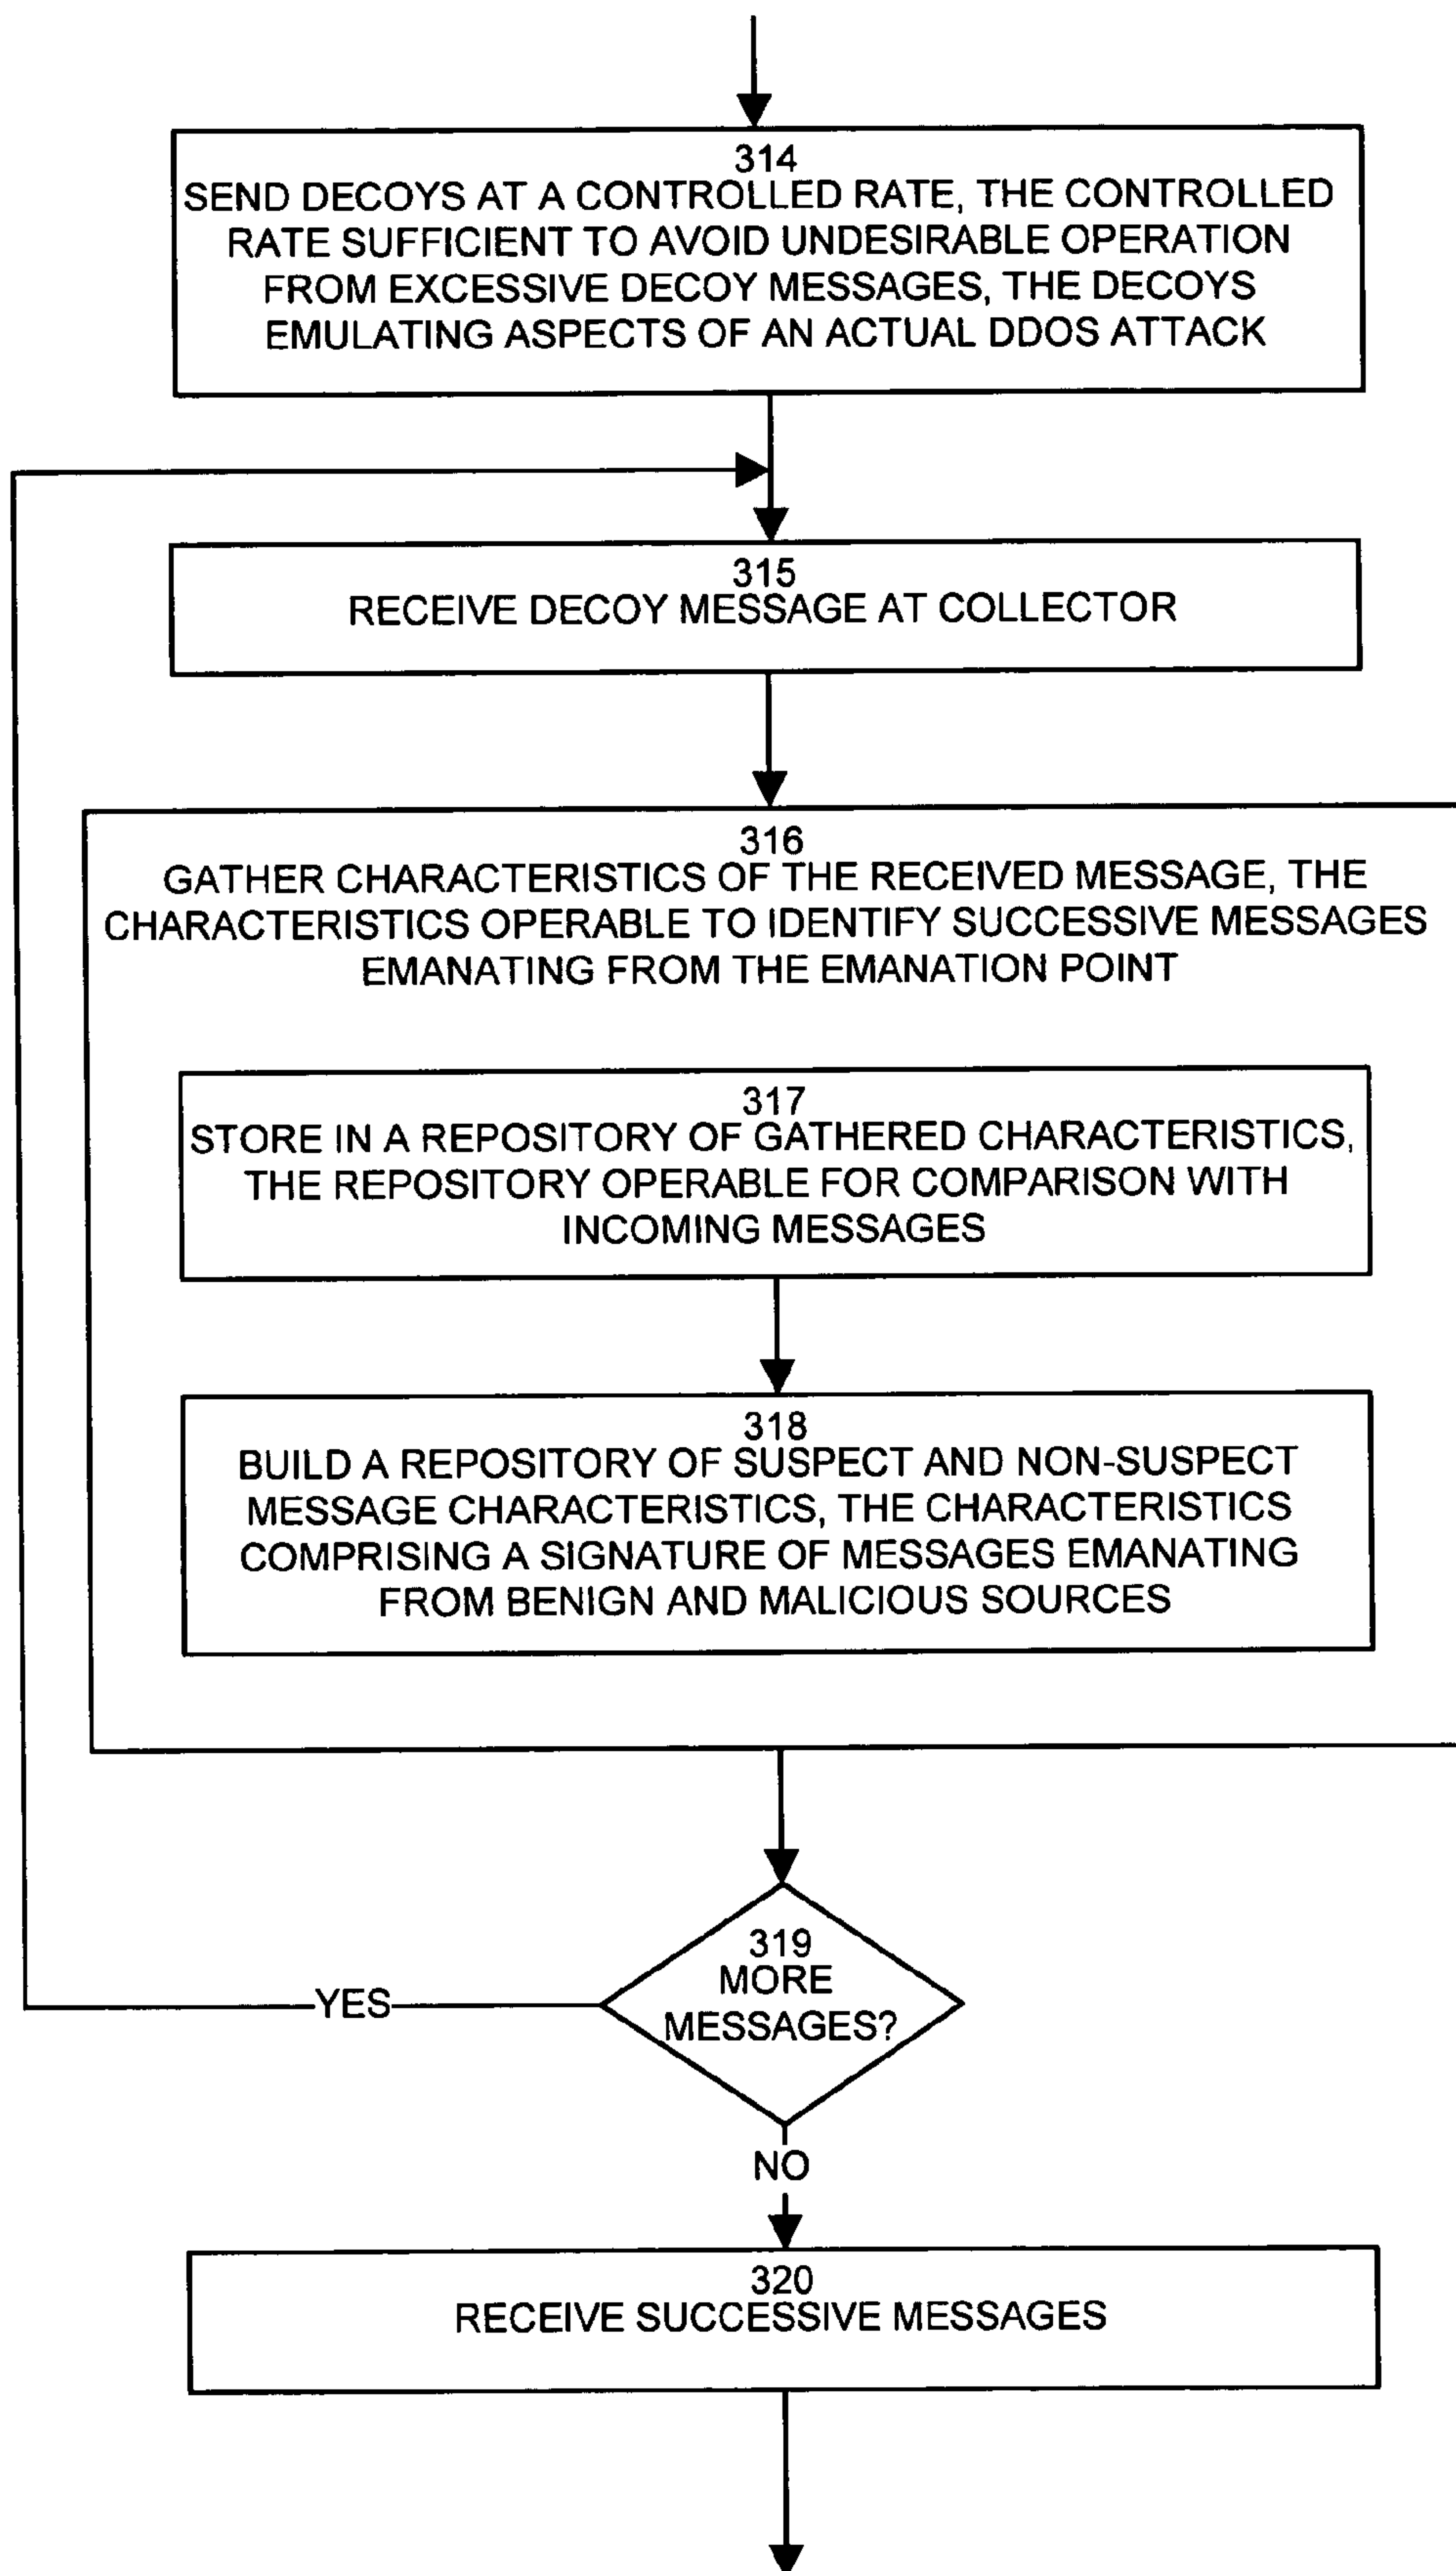 314
SEND DECOYS AT A CONTROLLED RATE, THE CONTROLLED
RATE SUFFICIENT TO AVOID UNDESIRABLE OPERATION
FROM EXCESSIVE DECOY MESSAGES, THE DECOYS
EMULATING ASPECTS OF AN ACTUAL DDOS ATTACK
315
RECEIVE DECOY MESSAGE AT COLLECTOR
316
GATHER CHARACTERISTICS OF THE RECEIVED MESSAGE, THE
CHARACTERISTICS OPERABLE TO IDENTIFY SUCCESSIVE MESSAGES
EMANATING FROM THE EMANATION POINT
317
STORE IN A REPOSITORY OF GATHERED CHARACTERISTICS,
THE REPOSITORY OPERABLE FOR COMPARISON WITH
INCOMING MESSAGES
318
BUILD A REPOSITORY OF SUSPECT AND NON-SUSPECT
MESSAGE CHARACTERISTICS, THE CHARACTERISTICS
COMPRISING A SIGNATURE OF MESSAGES EMANATING
FROM BENIGN AND MALICIOUS SOURCES
319
MORE
MESSAGES?
YES
NO
320
RECEIVE SUCCESSIVE MESSAGES